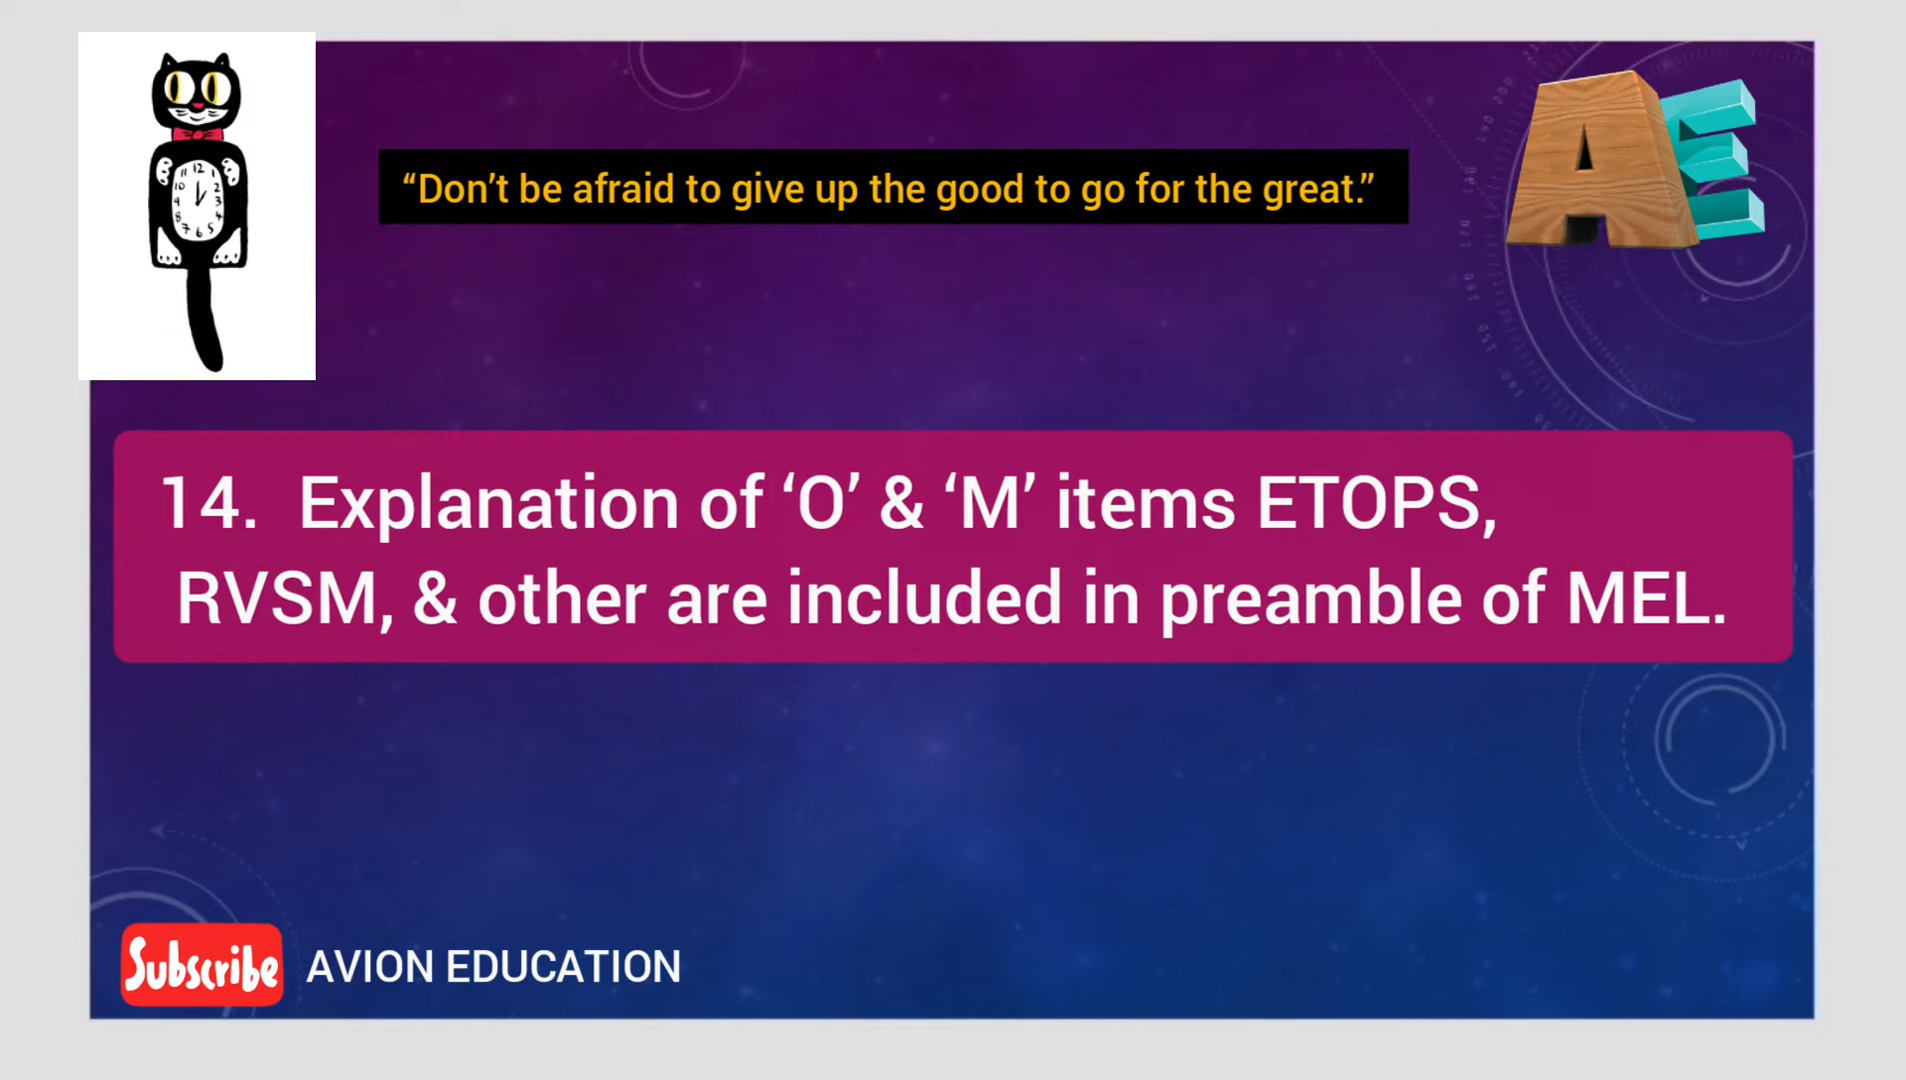 “Don’t be afraid to give up the good to go for the great.”
AE
14. Explanation of ‘O’ & ‘M’ items ETOPS,
RVSM, & other are included in preamble of MEL.
Subscribe AVION EDUCATION